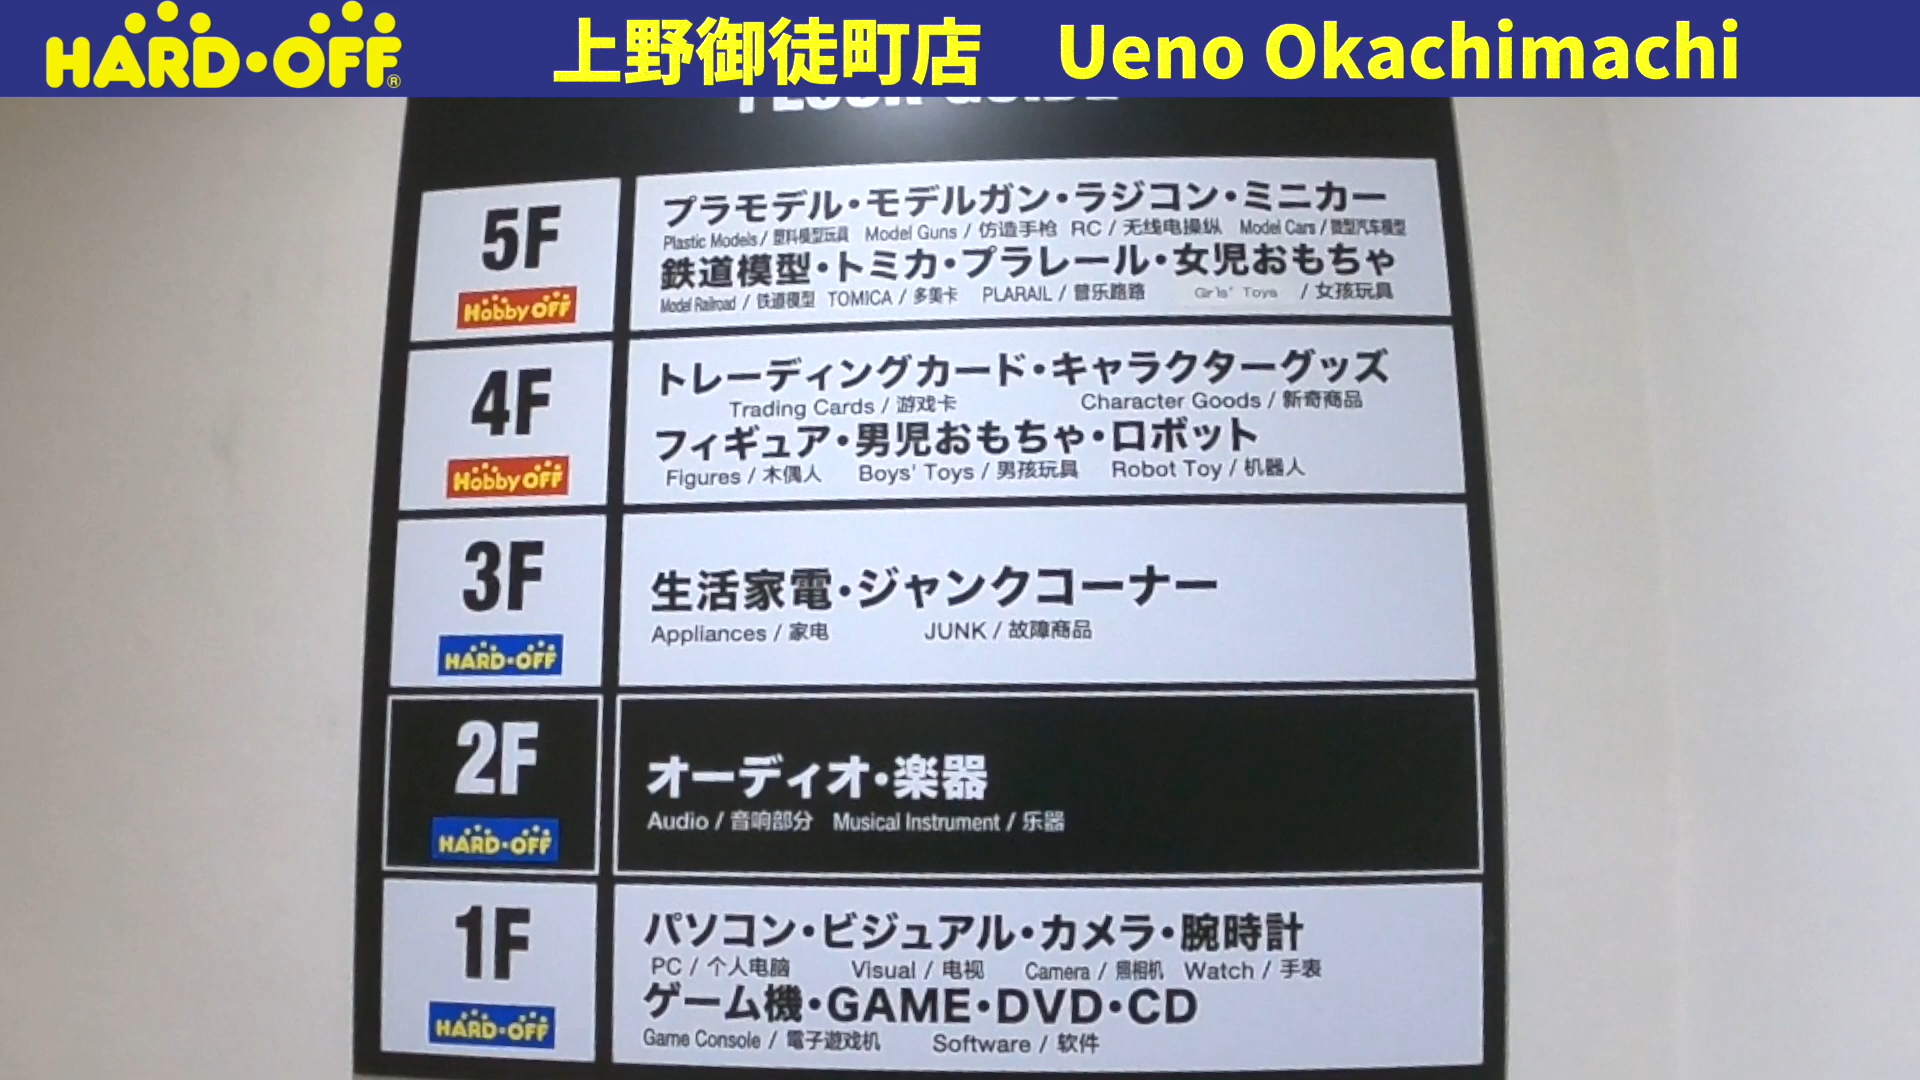 HARD・OFF® 上野御徒町店 Ueno Okachimachi
FLOOR GUIDE
5F
Hobby OFF
プラモデル・モデルガン・ラジコン・ミニカー
Plastic Models / 塑料模型玩具 Model Guns / 仿造手枪 RC / 无线电操纵 Model Cars / 微型汽车模型
鉄道模型・トミカ・プラレール・女児おもちゃ
Model Railroad / 铁道模型 TOMICA / 多美卡 PLARAIL / 普乐路路 Girls' Toys / 女孩玩具
4F
Hobby OFF
トレーディングカード・キャラクターグッズ
Trading Cards / 游戏卡 Character Goods / 新奇商品
フィギュア・男児おもちゃ・ロボット
Figures / 木偶人 Boys' Toys / 男孩玩具 Robot Toy / 机器人
3F
HARD・OFF
生活家電・ジャンクコーナー
Appliances / 家电 JUNK / 故障商品
2F
HARD・OFF
オーディオ・楽器
Audio / 音响部分 Musical Instrument / 乐器
1F
HARD・OFF
パソコン・ビジュアル・カメラ・腕時計
PC / 个人电脑 Visual / 电视 Camera / 照相机 Watch / 手表
ゲーム機・GAME・DVD・CD
Game Console / 電子遊戏机 Software / 软件